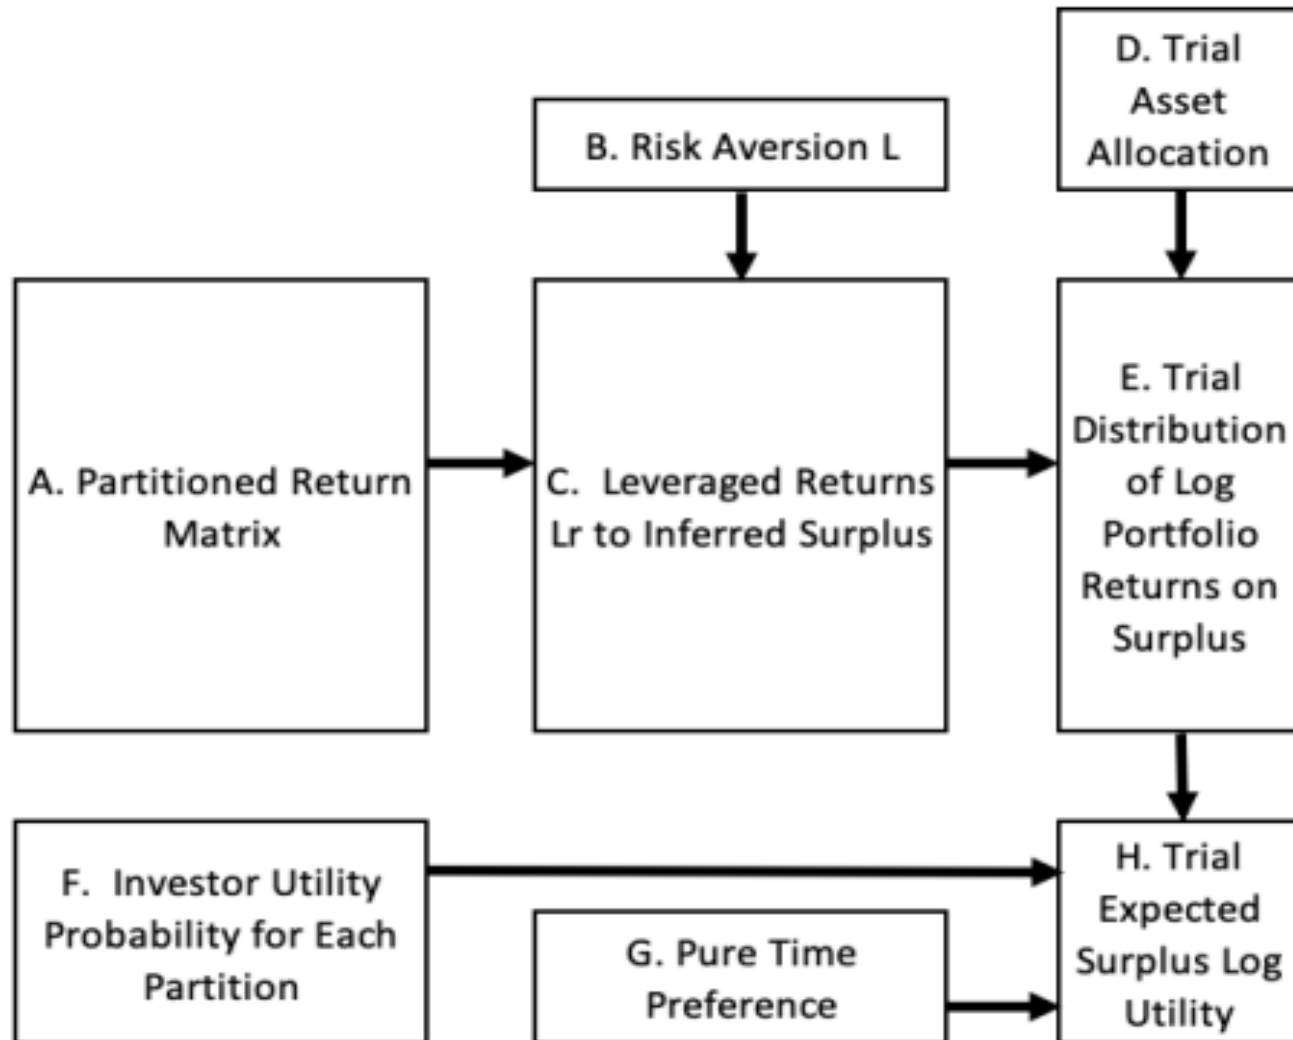 A. Partitioned Return
Matrix
B. Risk Aversion L
C.  Leveraged Returns
Lr to Inferred Surplus
D. Trial
Asset
Allocation
E. Trial
Distribution
of Log
Portfolio
Returns on
Surplus
F.  Investor Utility
Probability for Each
Partition
G. Pure Time
Preference
H. Trial
Expected
Surplus Log
Utility